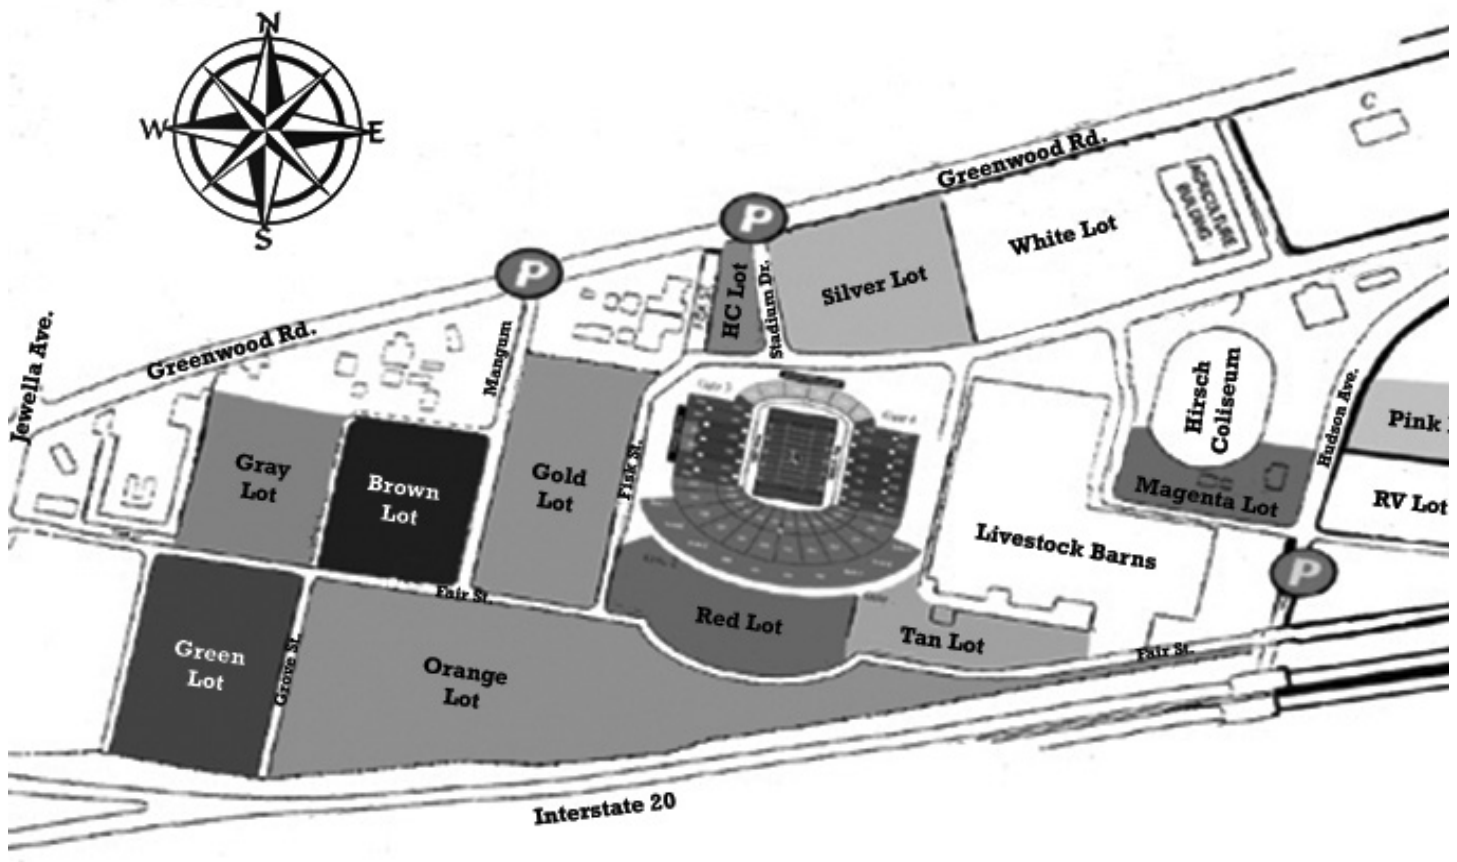 N
W
E
S
C
P
P
P
Greenwood Rd.
AGRICULTURE
BUILDING
White Lot
Silver Lot
HC Lot
Stadium Dr.
Jewella Ave.
Greenwood Rd.
Mangum
Hirsch
Coliseum
Hudson Ave.
Pink
RV Lot
Magenta Lot
Gray
Lot
Brown
Lot
Gold
Lot
Fisk St.
Livestock Barns
Fair St.
Red Lot
Tan Lot
Fair St.
Green
Lot
Grove St.
Orange
Lot
Interstate 20